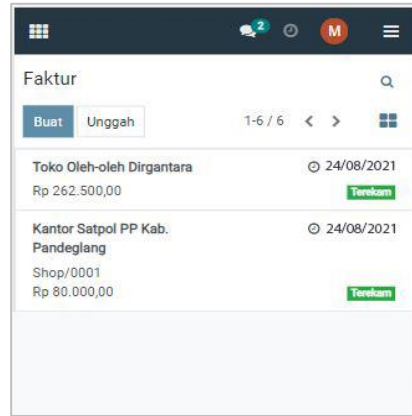 2
M
Faktur
Buat Unggah 1-6 / 6
Toko Oleh-oleh Dirgantara 24/08/2021
Rp 262.500,00 Terekam
Kantor Satpol PP Kab. 24/08/2021
Pandeglang
Shop/0001
Rp 80.000,00 Terekam